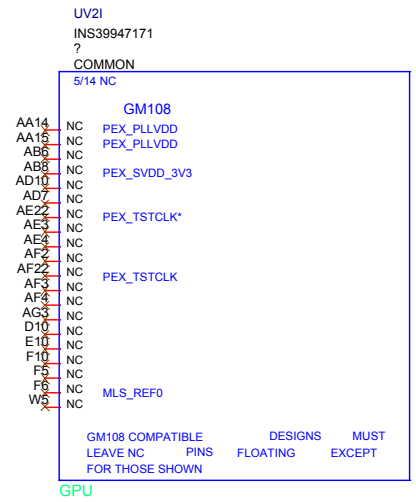 UV2I
INS39947171
?
COMMON
5/14 NC
GM108
AA14 NC PEX_PLLVDD
AA15 NC PEX_PLLVDD
AB6 NC
AB8 NC PEX_SVDD_3V3
AD10 NC
AD7 NC
AE22 NC PEX_TSTCLK*
AE3 NC
AE4 NC
AF2 NC
AF22 NC PEX_TSTCLK
AF3 NC
AF4 NC
AG3 NC
D10 NC
E10 NC
F10 NC
F5 NC
F6 NC MLS_REF0
W5 NC
GM108 COMPATIBLE DESIGNS MUST
LEAVE NC PINS FLOATING EXCEPT
FOR THOSE SHOWN
GPU